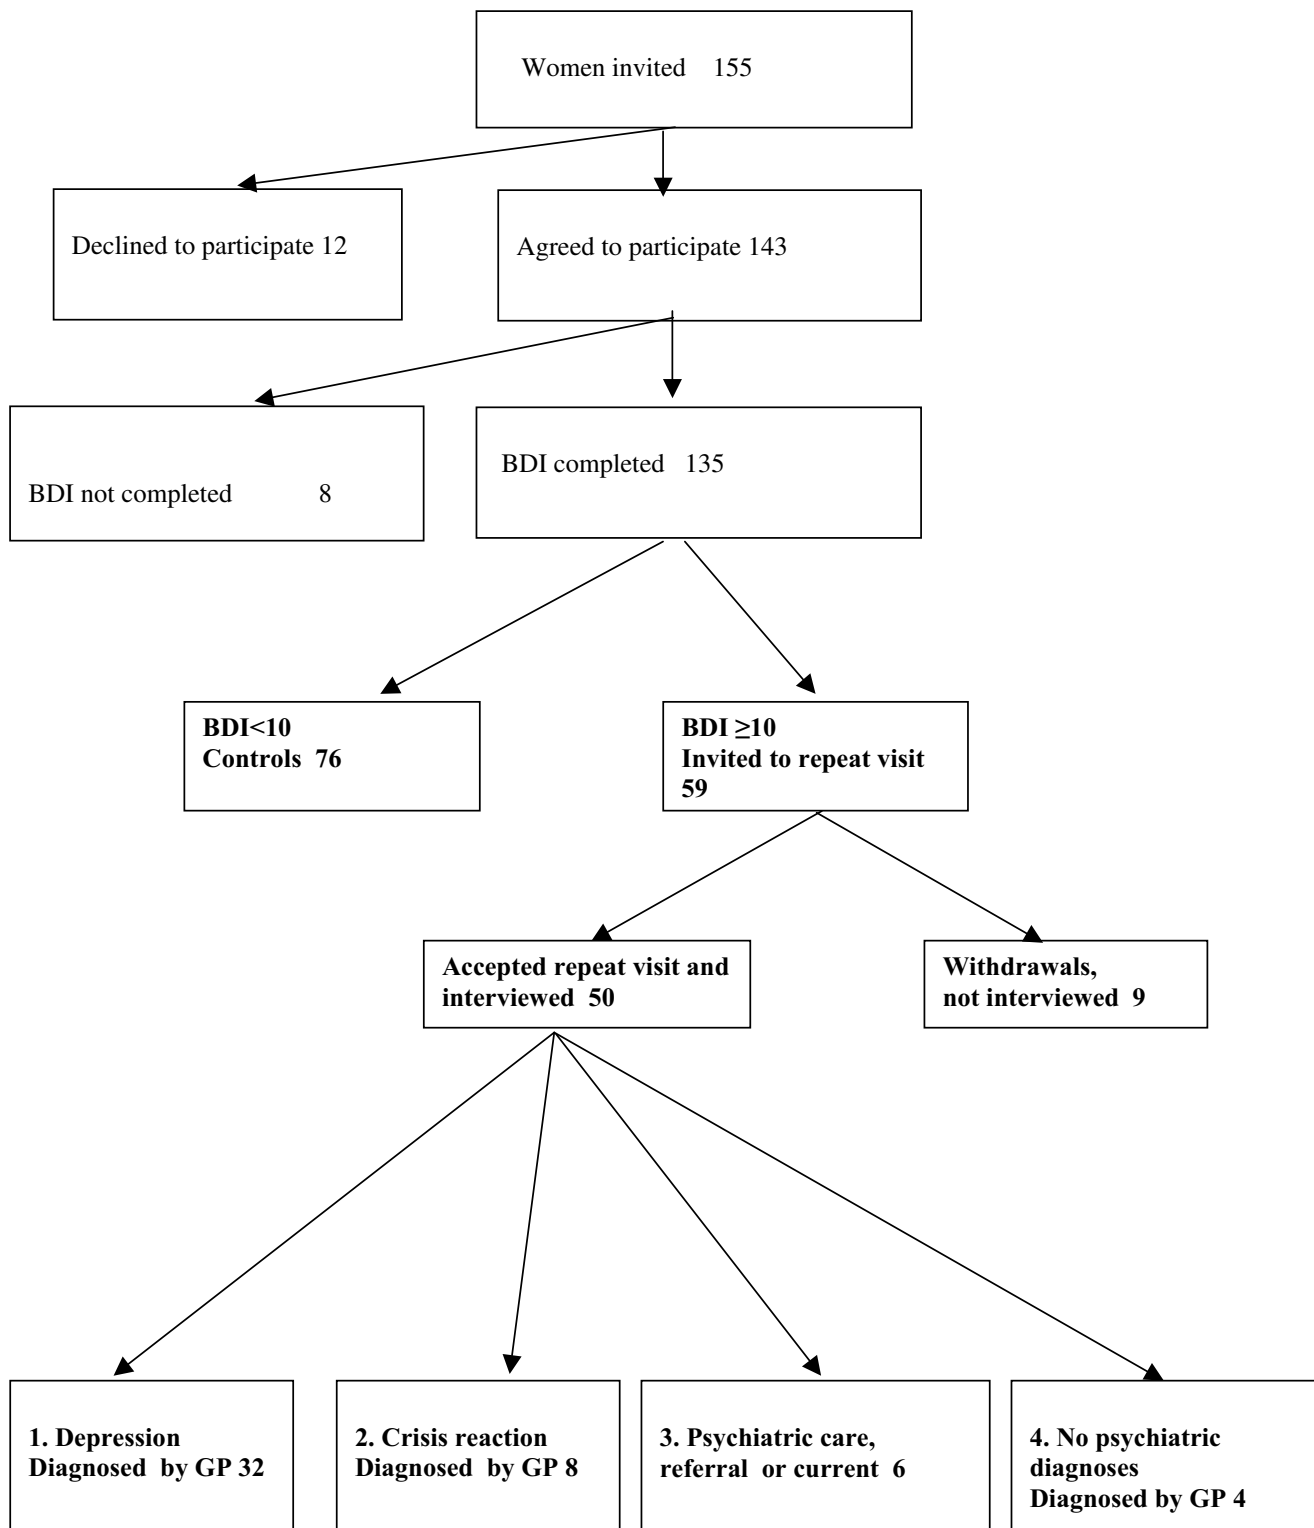 Women invited 155
Declined to participate 12
Agreed to participate 143
BDI not completed 8
BDI completed 135
BDI<10
Controls 76
BDI ≥10
Invited to repeat visit
59
Accepted repeat visit and
interviewed 50
Withdrawals,
not interviewed 9
1. Depression
Diagnosed by GP 32
2. Crisis reaction
Diagnosed by GP 8
3. Psychiatric care,
referral or current 6
4. No psychiatric
diagnoses
Diagnosed by GP 4